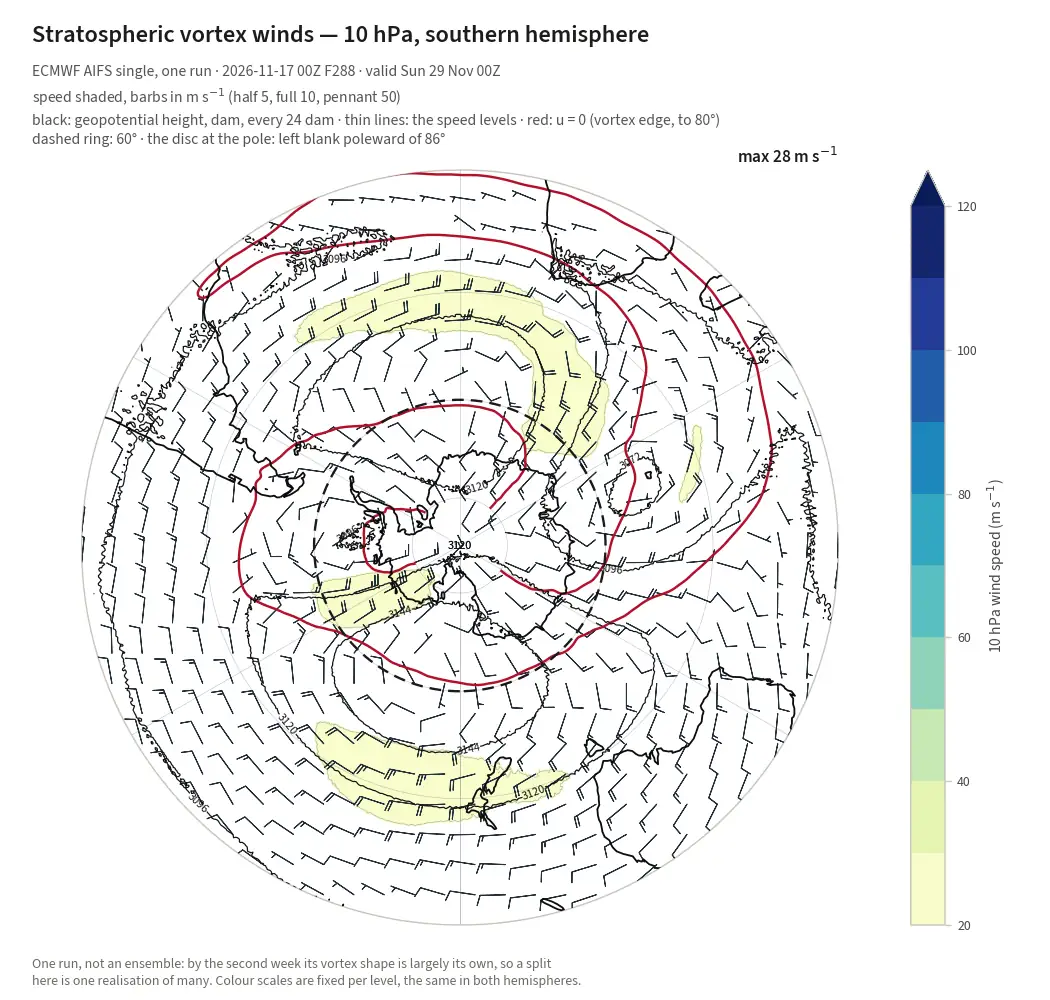 Stratospheric vortex winds — 10 hPa, southern hemisphere
ECMWF AIFS single, one run · 2026-11-17 00Z F288 · valid Sun 29 Nov 00Z
speed shaded, barbs in m s⁻¹ (half 5, full 10, pennant 50)
black: geopotential height, dam, every 24 dam · thin lines: the speed levels · red: u = 0 (vortex edge, to 80°)
dashed ring: 60° · the disc at the pole: left blank poleward of 86°
max 28 m s⁻¹
120
100
80
60
40
20
10 hPa wind speed (m s⁻¹)
3096
3072
3120
3120
3096
3144
3120
3144
3120
3096
One run, not an ensemble: by the second week its vortex shape is largely its own, so a split
here is one realisation of many. Colour scales are fixed per level, the same in both hemispheres.